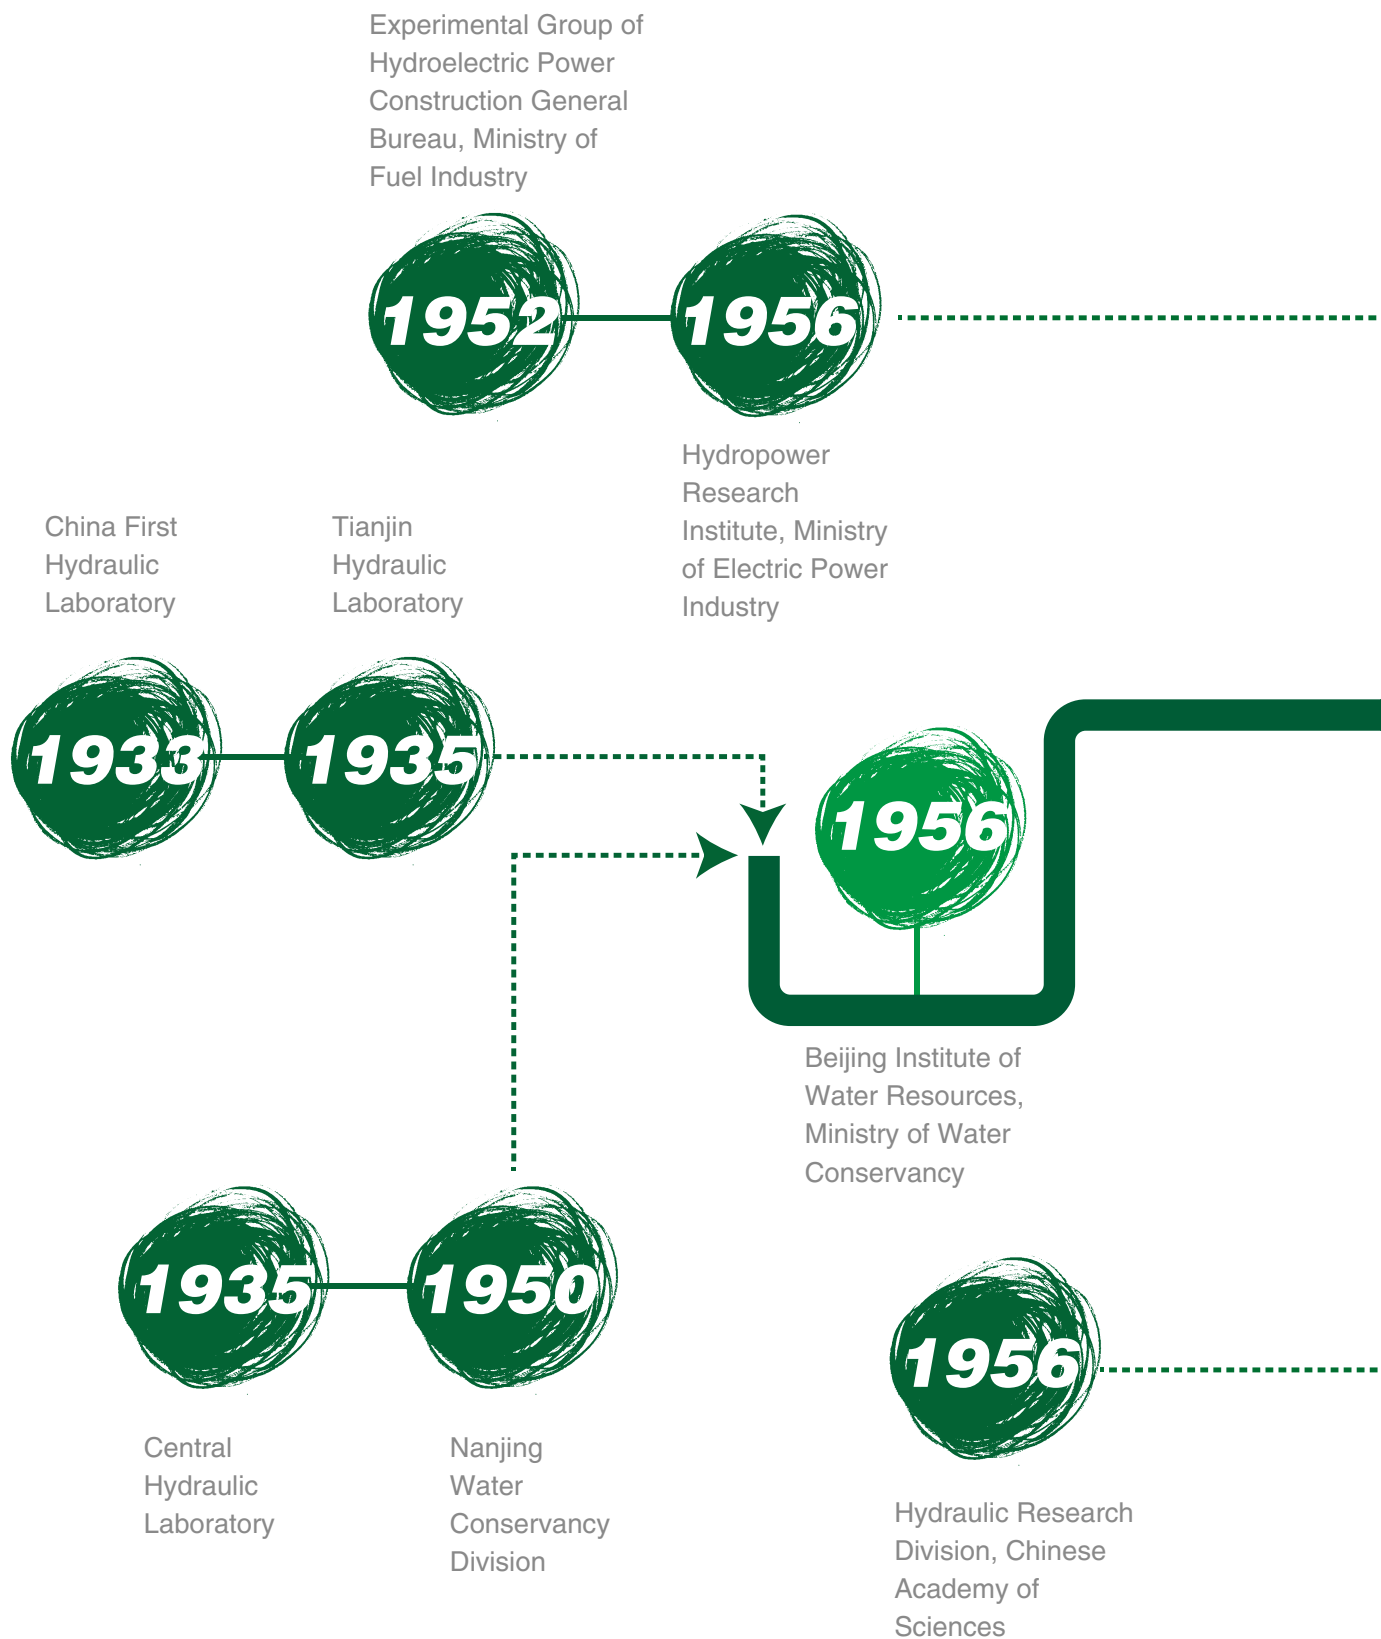 Experimental Group of
Hydroelectric Power
Construction General
Bureau, Ministry of
Fuel Industry
1952
1956
Hydropower
Research
Institute, Ministry
of Electric Power
Industry
China First
Hydraulic
Laboratory
Tianjin
Hydraulic
Laboratory
1933
1935
1956
Beijing Institute of
Water Resources,
Ministry of Water
Conservancy
1935
1950
1956
Central
Hydraulic
Laboratory
Nanjing
Water
Conservancy
Division
Hydraulic Research
Division, Chinese
Academy of
Sciences